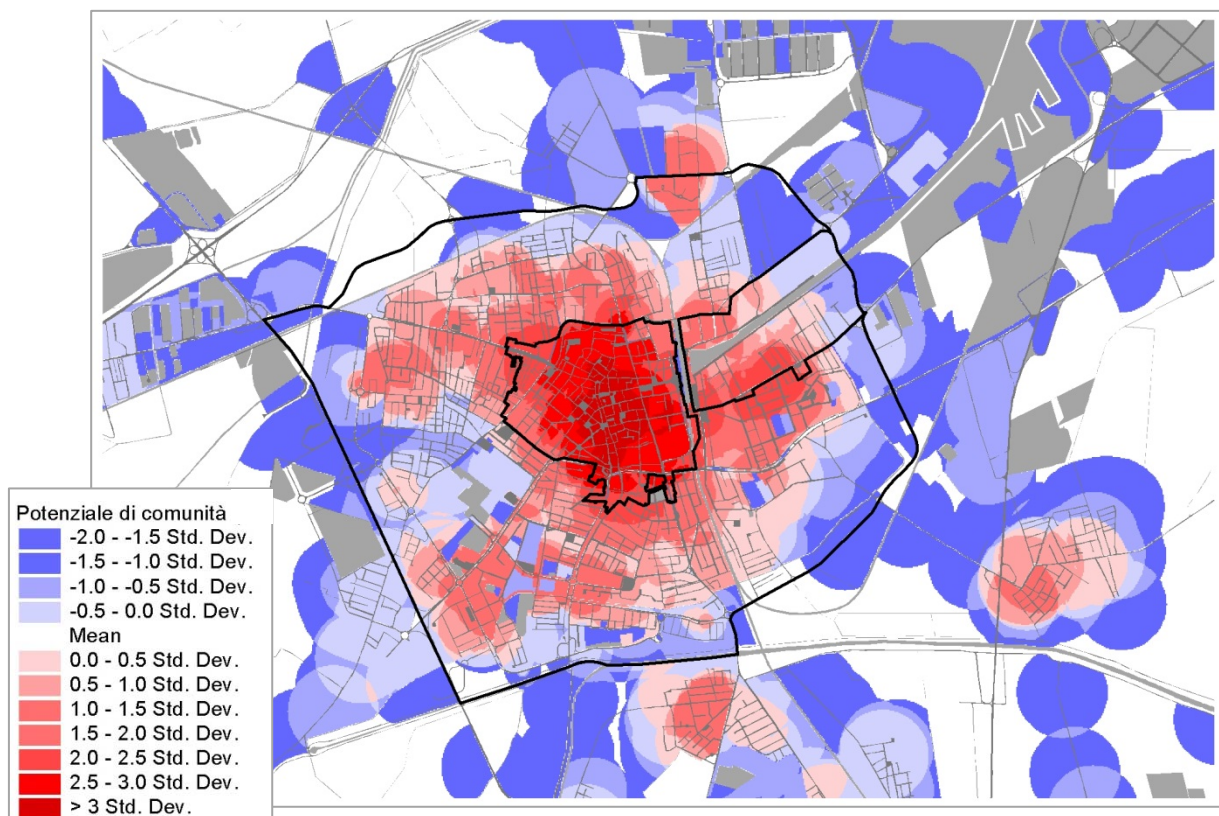 Potenziale di comunità
-2.0 - -1.5 Std. Dev.
-1.5 - -1.0 Std. Dev.
-1.0 - -0.5 Std. Dev.
-0.5 - 0.0 Std. Dev.
Mean
0.0 - 0.5 Std. Dev.
0.5 - 1.0 Std. Dev.
1.0 - 1.5 Std. Dev.
1.5 - 2.0 Std. Dev.
2.0 - 2.5 Std. Dev.
2.5 - 3.0 Std. Dev.
> 3 Std. Dev.